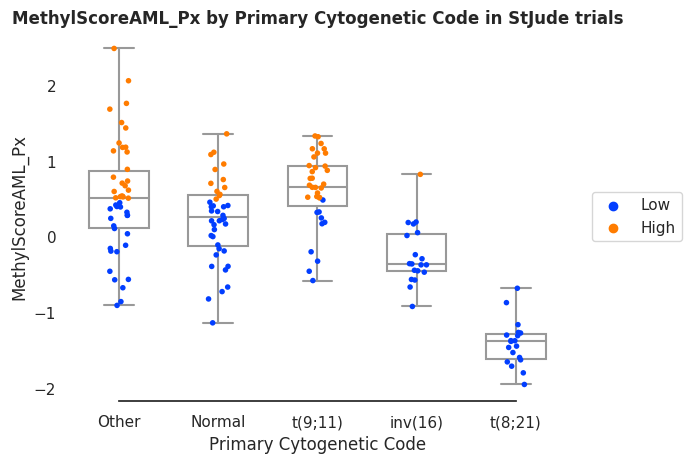 MethylScoreAML_Px by Primary Cytogenetic Code in StJude trials
MethylScoreAML_Px
2
1
0
−1
−2
Other
Normal
t(9;11)
inv(16)
t(8;21)
Primary Cytogenetic Code
Low
High